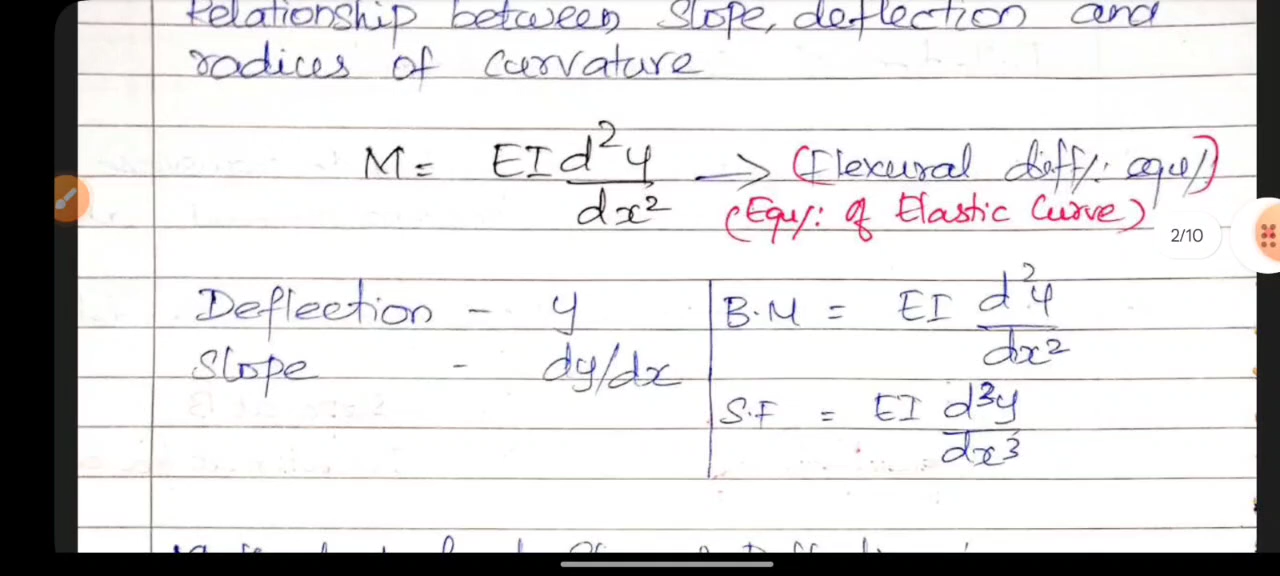 Relationship between Slope, deflection and
radices of Curvature
M = EI d²y/dx² → (Flexural diff/: equ/)
(Equ/: of Elastic Curve)
2/10
Deflection - y
Slope - dy/dx
B.M = EI d²y/dx²
S.F = EI d³y/dx³